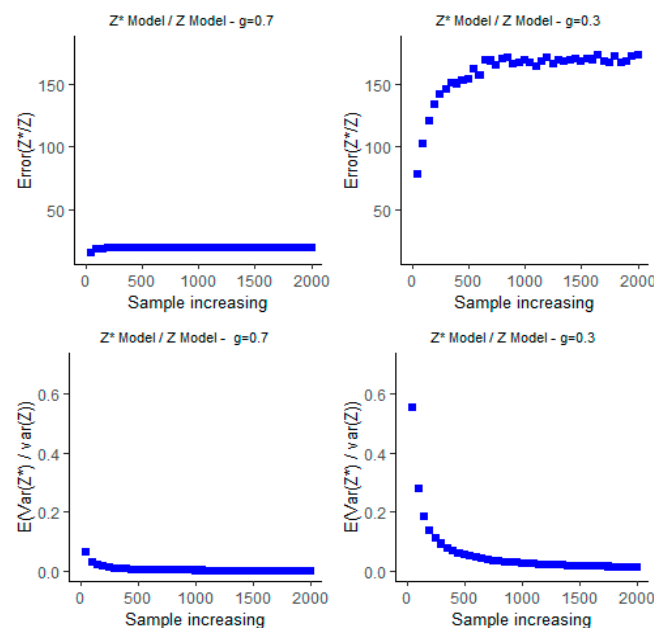 Z* Model / Z Model - g=0.7
Z* Model / Z Model - g=0.3
Error(Z*/Z)
150
100
50
0
500
1000
1500
2000
Sample increasing
Error(Z*/Z)
150
100
50
0
500
1000
1500
2000
Sample increasing
Z* Model / Z Model - g=0.7
Z* Model / Z Model - g=0.3
E(Var(Z*) / var(Z))
0.6
0.4
0.2
0.0
0
500
1000
1500
2000
Sample increasing
E(Var(Z*) / var(Z))
0.6
0.4
0.2
0.0
0
500
1000
1500
2000
Sample increasing